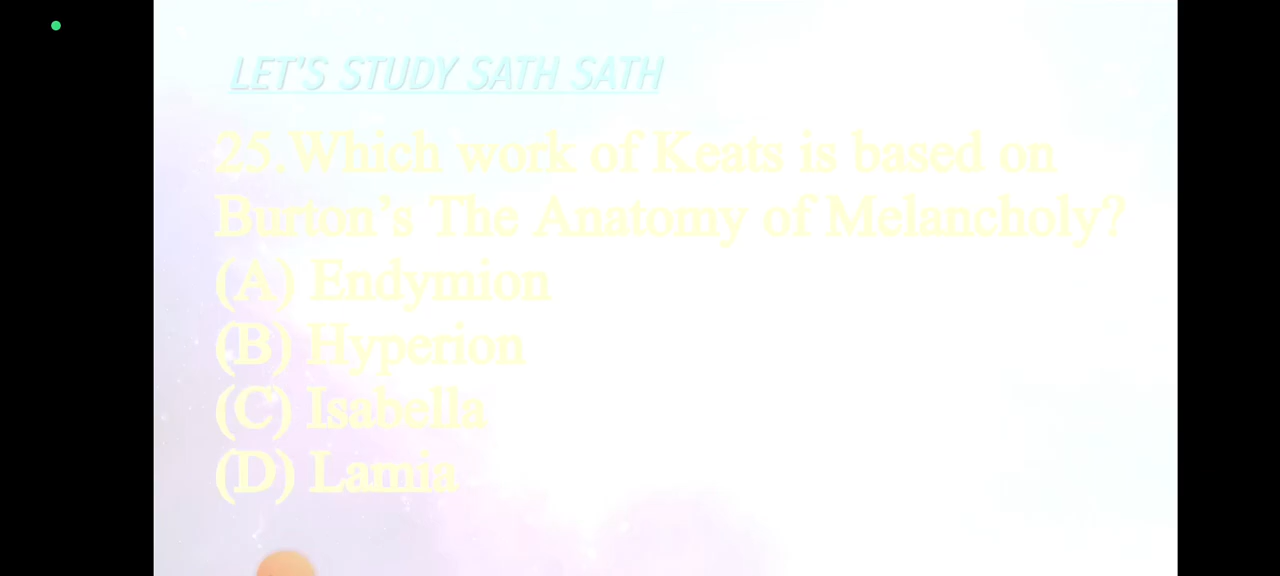 LET'S STUDY SATH SATH
25.Which work of Keats is based on
Burton’s The Anatomy of Melancholy?
(A) Endymion
(B) Hyperion
(C) Isabella
(D) Lamia